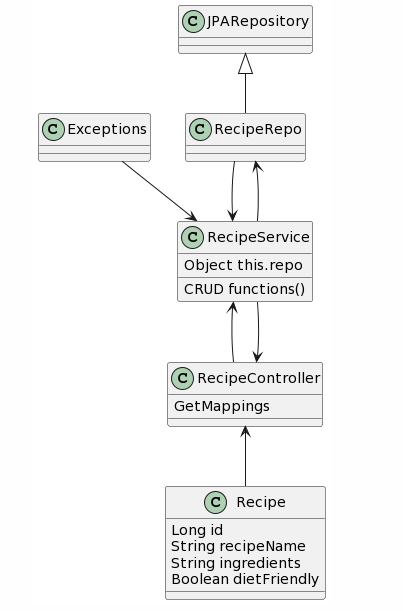 C JPARepository
C Exceptions
C RecipeRepo
C RecipeService
Object this.repo
CRUD functions()
C RecipeController
GetMappings
C Recipe
Long id
String recipeName
String ingredients
Boolean dietFriendly